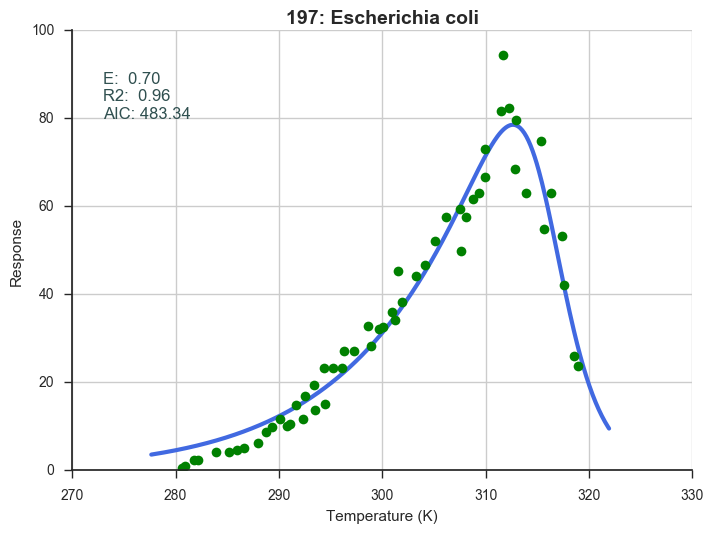 197: Escherichia coli
E: 0.70
R2: 0.96
AIC: 483.34
100
80
60
40
20
0
Response
270 280 290 300 310 320 330
Temperature (K)